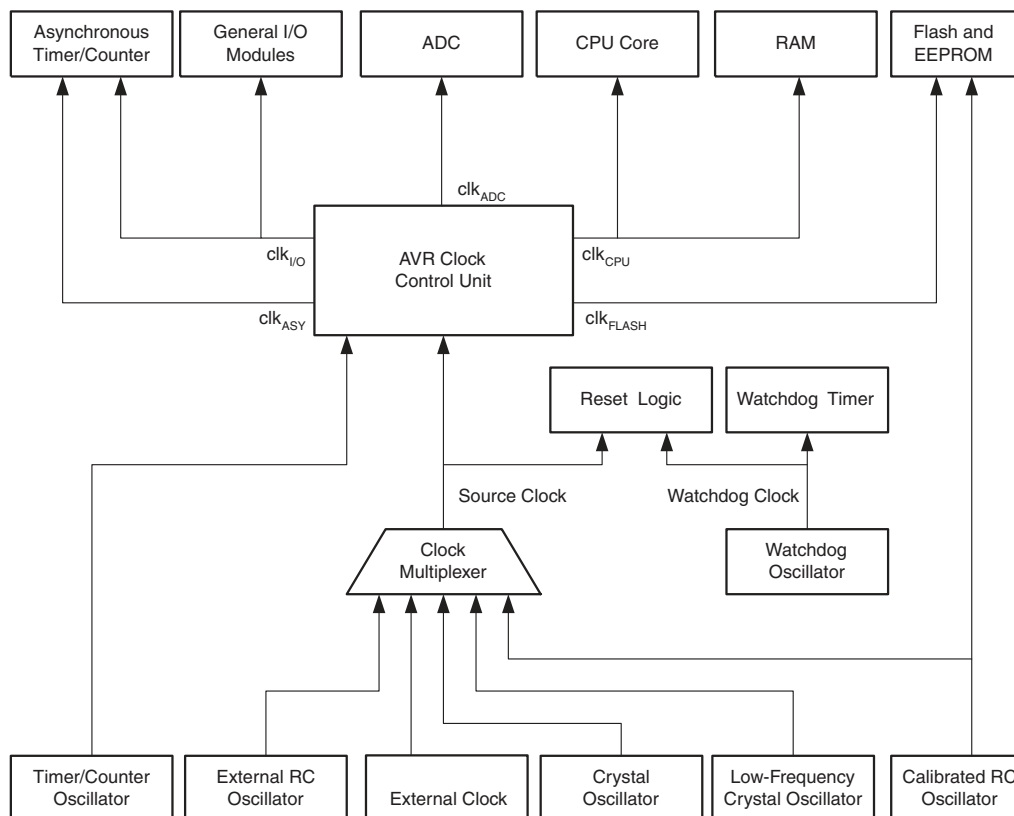 Asynchronous
Timer/Counter
General I/O
Modules
ADC
CPU Core
RAM
Flash and
EEPROM
clkADC
clkI/O
AVR Clock
Control Unit
clkCPU
clkASY
clkFLASH
Reset Logic
Watchdog Timer
Source Clock
Watchdog Clock
Clock
Multiplexer
Watchdog
Oscillator
Timer/Counter
Oscillator
External RC
Oscillator
External Clock
Crystal
Oscillator
Low-Frequency
Crystal Oscillator
Calibrated RC
Oscillator